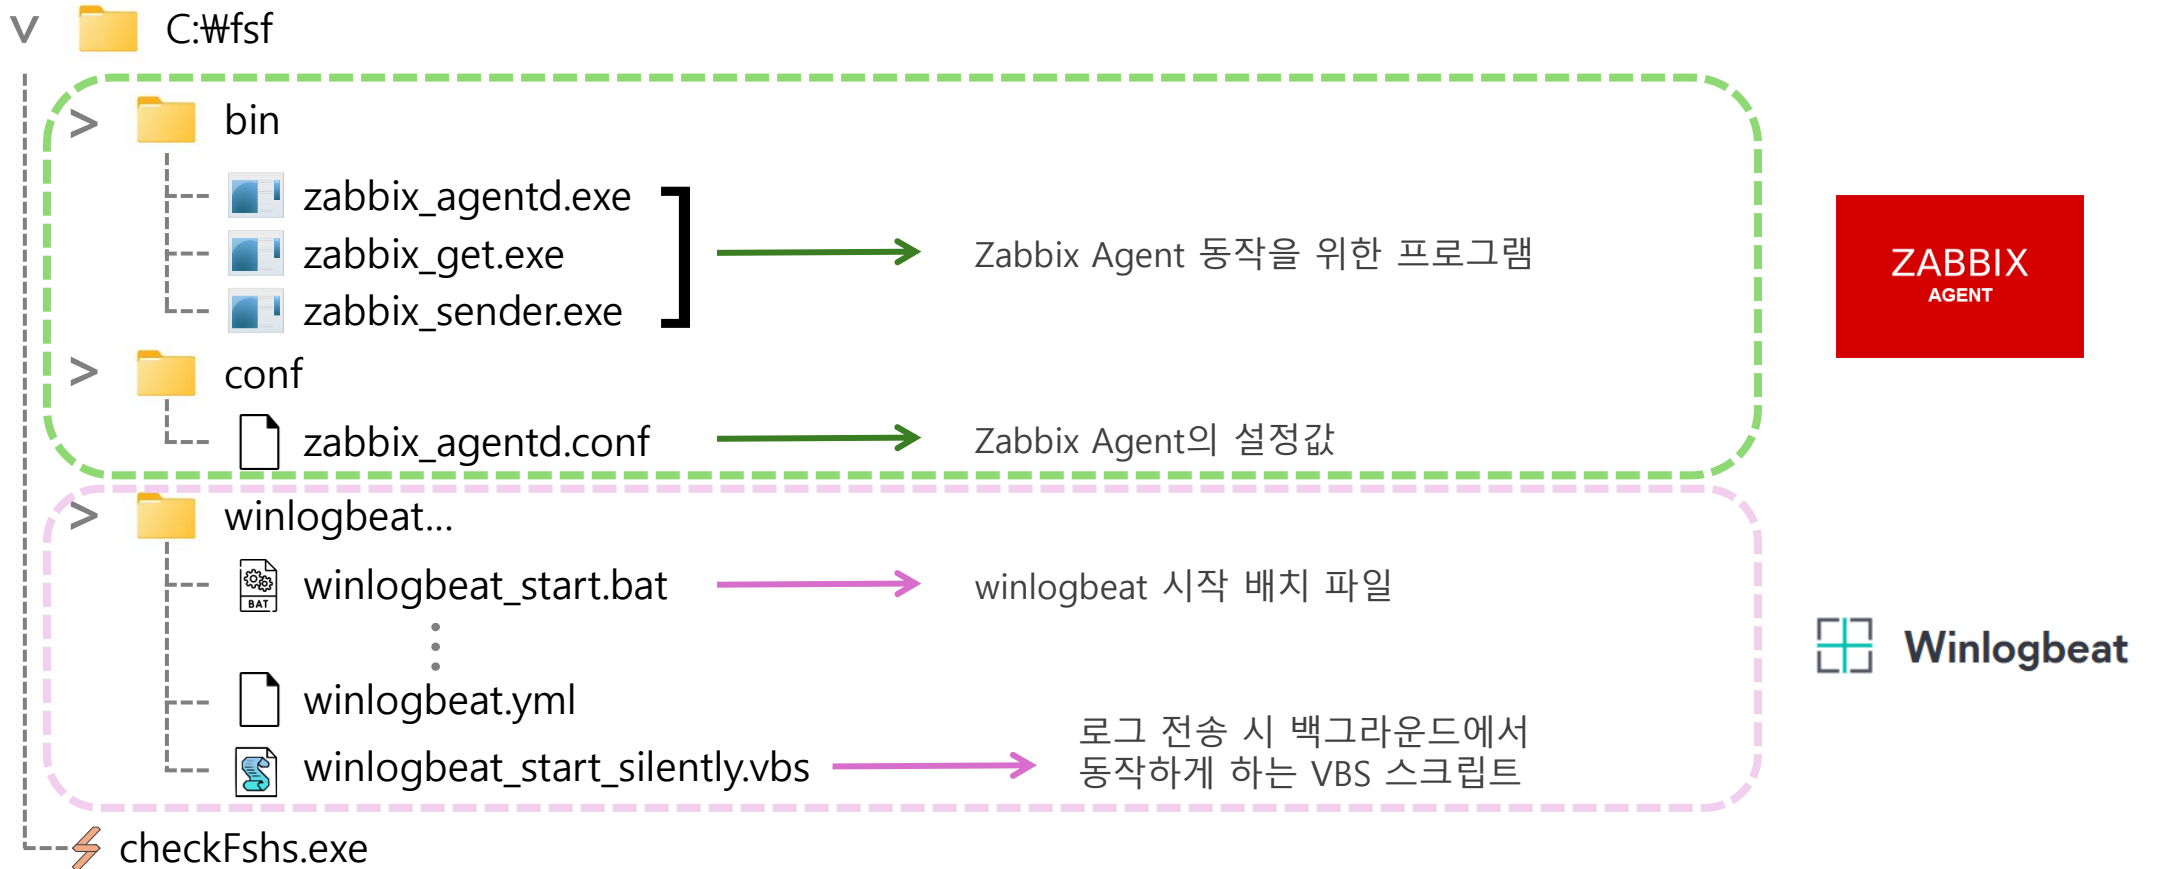 C:₩fsf
bin
zabbix_agentd.exe
zabbix_get.exe
zabbix_sender.exe
Zabbix Agent 동작을 위한 프로그램
ZABBIX
AGENT
conf
zabbix_agentd.conf
Zabbix Agent의 설정값
winlogbeat...
BAT
winlogbeat_start.bat
winlogbeat 시작 배치 파일
Winlogbeat
winlogbeat.yml
winlogbeat_start_silently.vbs
로그 전송 시 백그라운드에서
동작하게 하는 VBS 스크립트
checkFshs.exe